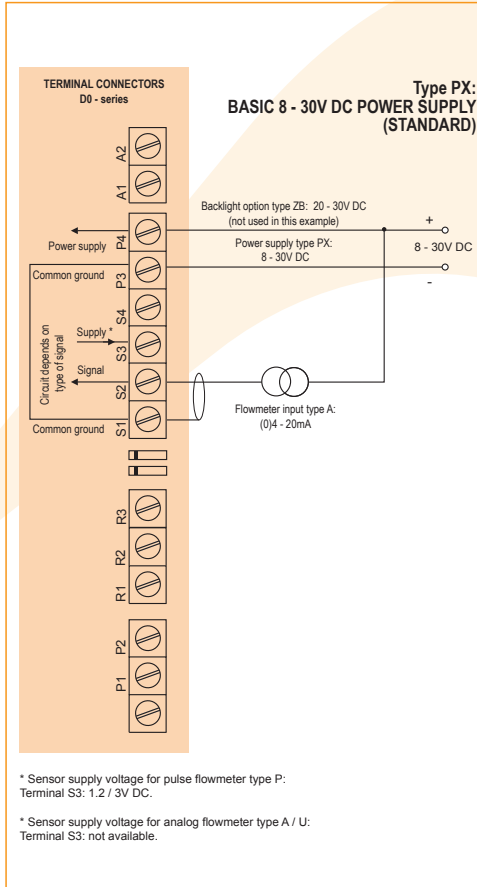 TERMINAL CONNECTORS
D0 - series
Type PX:
BASIC 8 - 30V DC POWER SUPPLY
(STANDARD)
A2
A1
P4
P3
S4
S3
S2
S1
R3
R2
R1
P2
P1
Backlight option type ZB: 20 - 30V DC
(not used in this example)
Power supply
Power supply type PX:
8 - 30V DC
+
8 - 30V DC
-
Common ground
Circuit depends on
type of signal
Supply *
Signal
Common ground
Flowmeter input type A:
(0)4 - 20mA
* Sensor supply voltage for pulse flowmeter type P:
Terminal S3: 1.2 / 3V DC.
* Sensor supply voltage for analog flowmeter type A / U:
Terminal S3: not available.